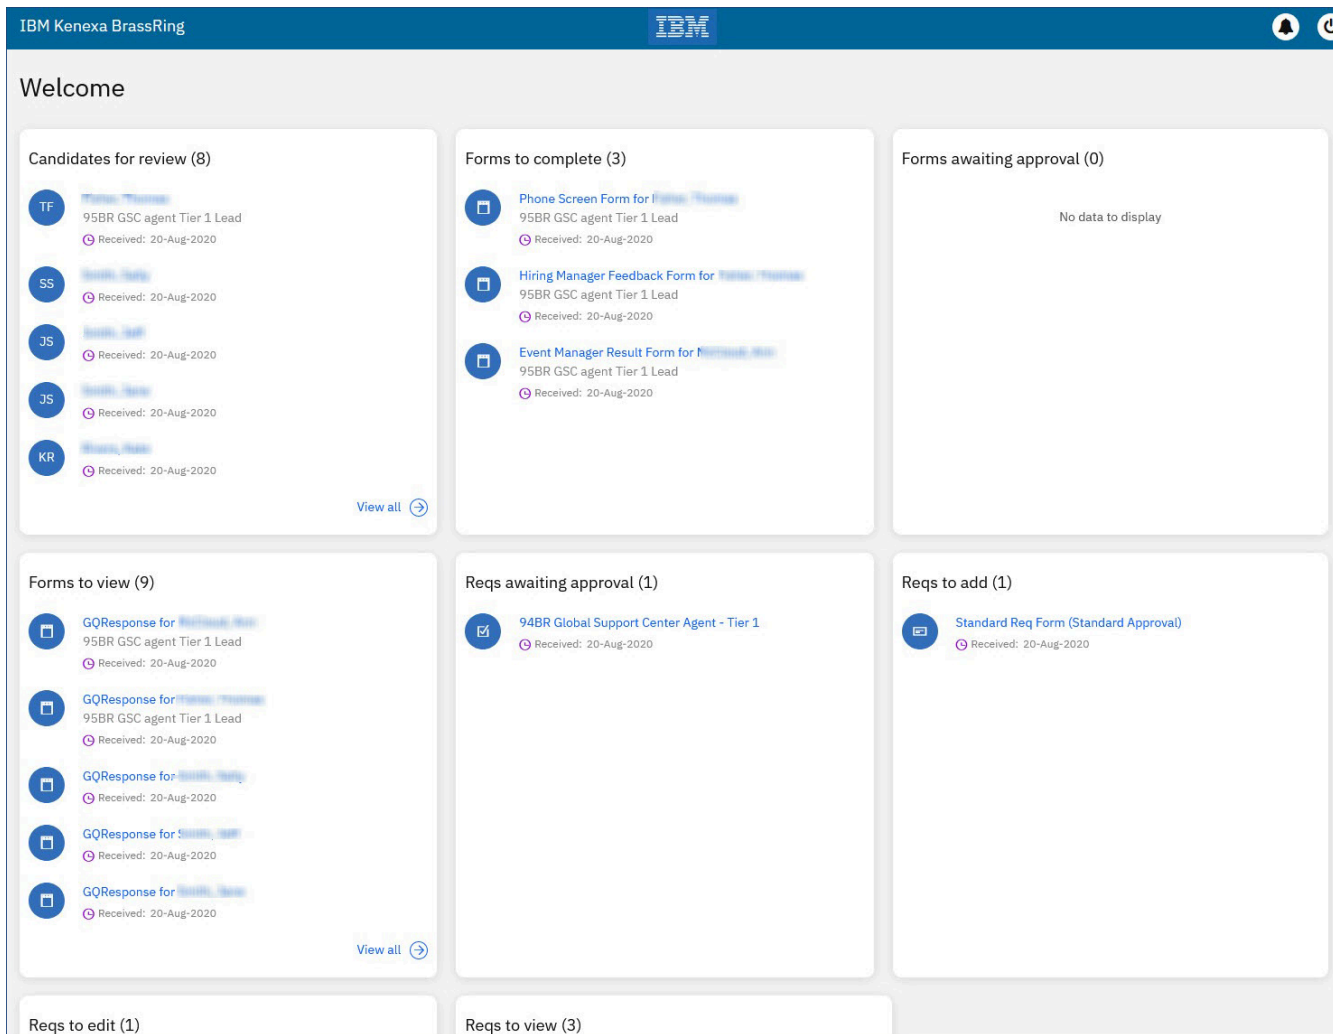 IBM Kenexa BrassRing
IBM
Welcome
Candidates for review (8)
TF
95BR GSC agent Tier 1 Lead
Received: 20-Aug-2020
SS
Received: 20-Aug-2020
JS
Received: 20-Aug-2020
JS
Received: 20-Aug-2020
KR
Received: 20-Aug-2020
View all
Forms to complete (3)
Phone Screen Form for
95BR GSC agent Tier 1 Lead
Received: 20-Aug-2020
Hiring Manager Feedback Form for
95BR GSC agent Tier 1 Lead
Received: 20-Aug-2020
Event Manager Result Form for
95BR GSC agent Tier 1 Lead
Received: 20-Aug-2020
Forms awaiting approval (0)
No data to display
Forms to view (9)
GQResponse for
95BR GSC agent Tier 1 Lead
Received: 20-Aug-2020
GQResponse for
95BR GSC agent Tier 1 Lead
Received: 20-Aug-2020
GQResponse for
Received: 20-Aug-2020
GQResponse for
Received: 20-Aug-2020
GQResponse for
Received: 20-Aug-2020
View all
Reqs awaiting approval (1)
94BR Global Support Center Agent - Tier 1
Received: 20-Aug-2020
Reqs to add (1)
Standard Req Form (Standard Approval)
Received: 20-Aug-2020
Reqs to edit (1)
Reqs to view (3)